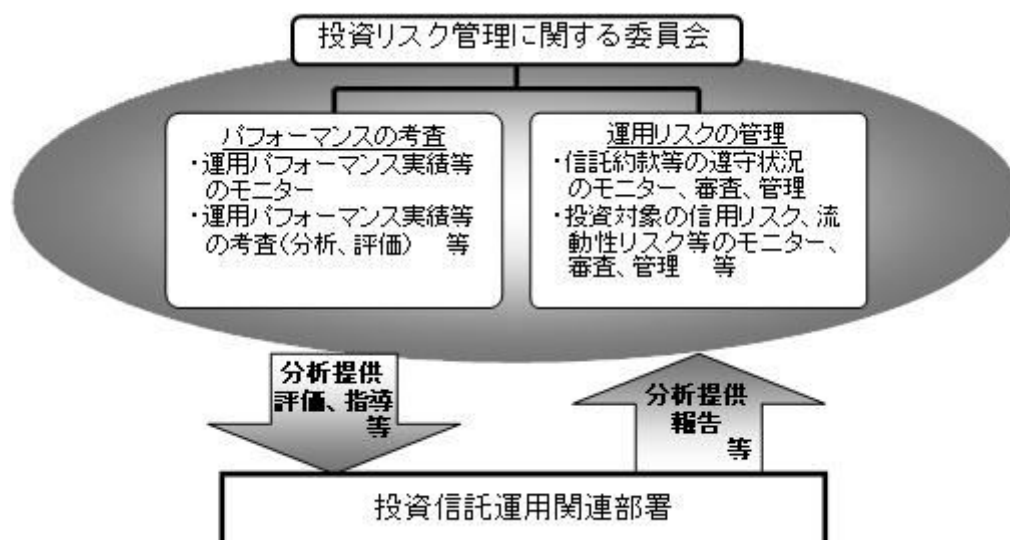 投資リスク管理に関する委員会
パフォーマンスの考査
・運用パフォーマンス実績等
のモニター
・運用パフォーマンス実績等
の考査(分析、評価) 等
運用リスクの管理
・信託約款等の遵守状況
のモニター、審査、管理
・投資対象の信用リスク、流
動性リスク等のモニター、
審査、管理 等
分析提供
評価、指導
等
分析提供
報告
等
投資信託運用関連部署